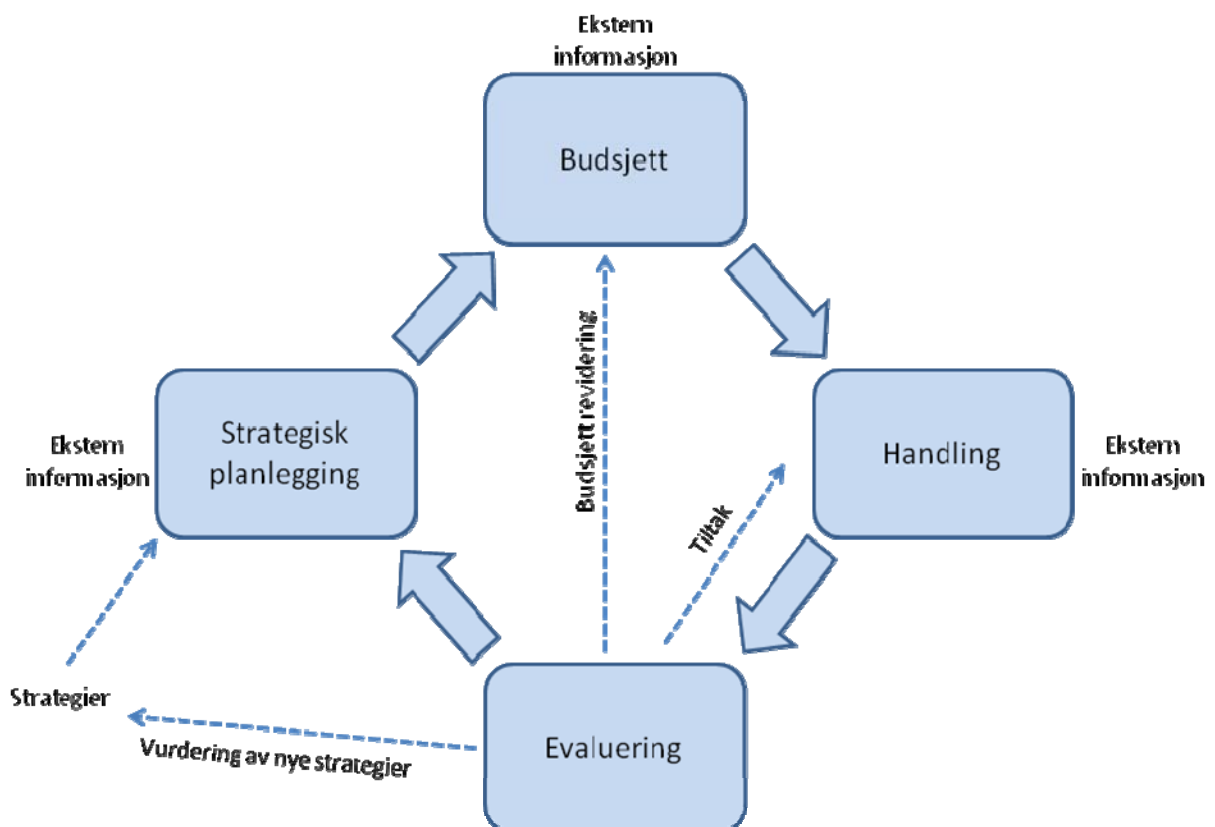 Ekstern
informasjon
Budsjett
Strategisk
planlegging
Ekstern
informasjon
Budsjett revidering
Handling
Ekstern
informasjon
Tiltak
Strategier
Vurdering av nye strategier
Evaluering